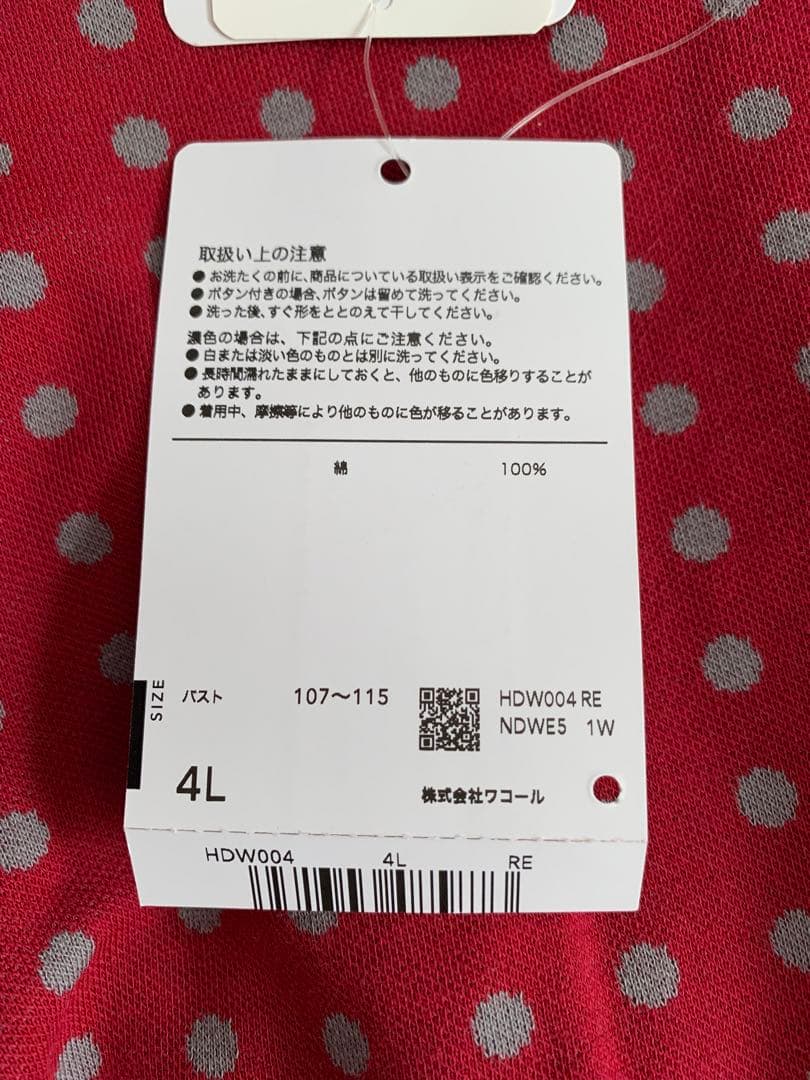 取扱い上の注意
●お洗たくの前に、商品についている取扱い表示をご確認ください。
●ボタン付きの場合、ボタンは留めて洗ってください。
●洗った後、すぐ形をととのえて干してください。
濃色の場合は、下記の点にご注意ください。
●白または淡い色のものとは別に洗ってください。
●長時間濡れたままにしておくと、他のものに色移りすることが
あります。
●着用中、摩擦等により他のものに色が移ることがあります。
綿 100%
SIZE
バスト 107〜115
HDW004 RE
NDWE5 1W
4L
株式会社ワコール
HDW004 4L RE